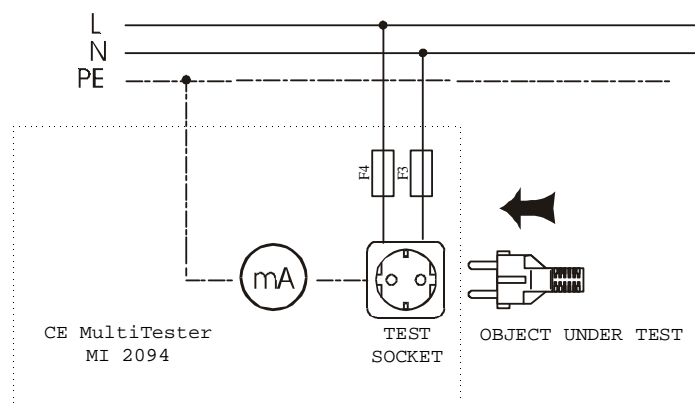 L
N
PE
F4
F3
mA
CE MultiTester
MI 2094
TEST
SOCKET
OBJECT UNDER TEST